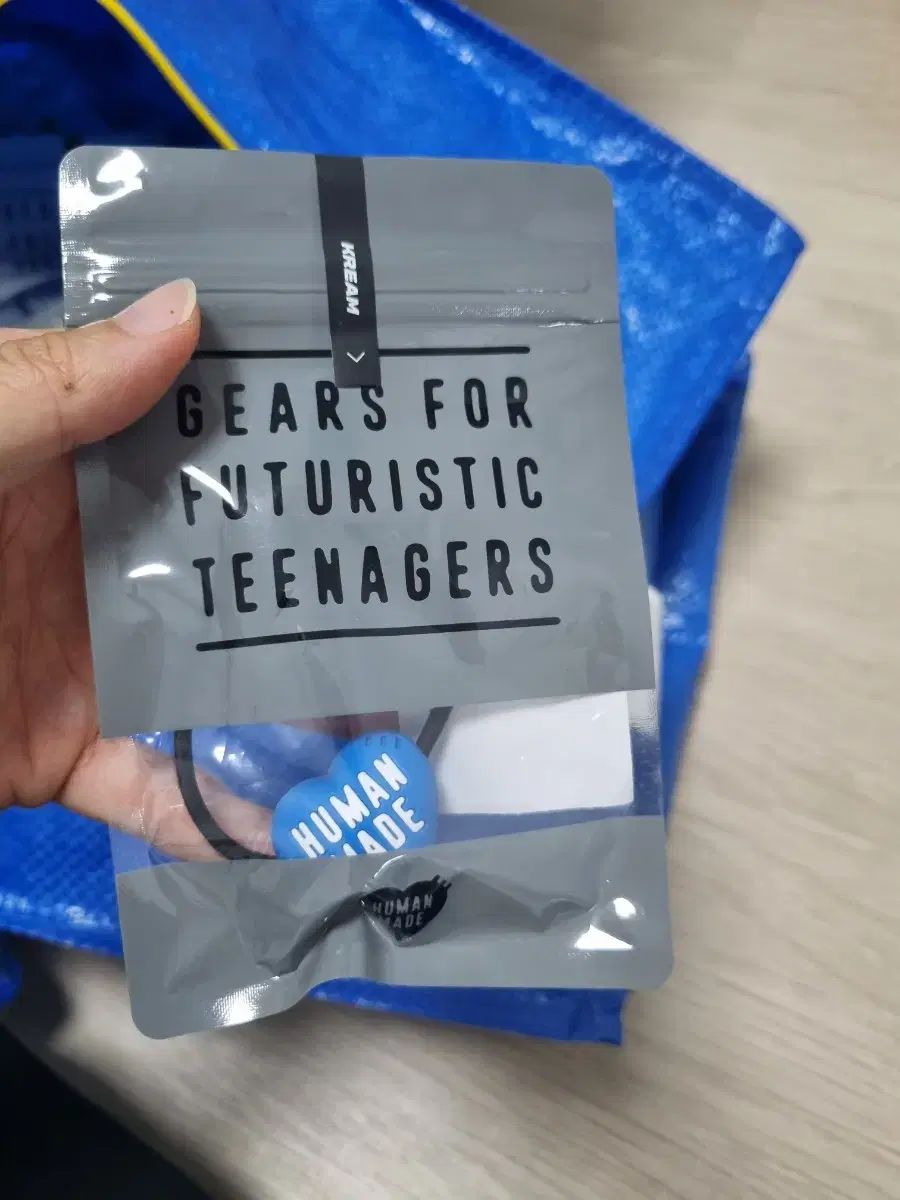 KREAM
GEARS FOR
FUTURISTIC
TEENAGERS
HUMAN
MADE
HUMAN
MADE